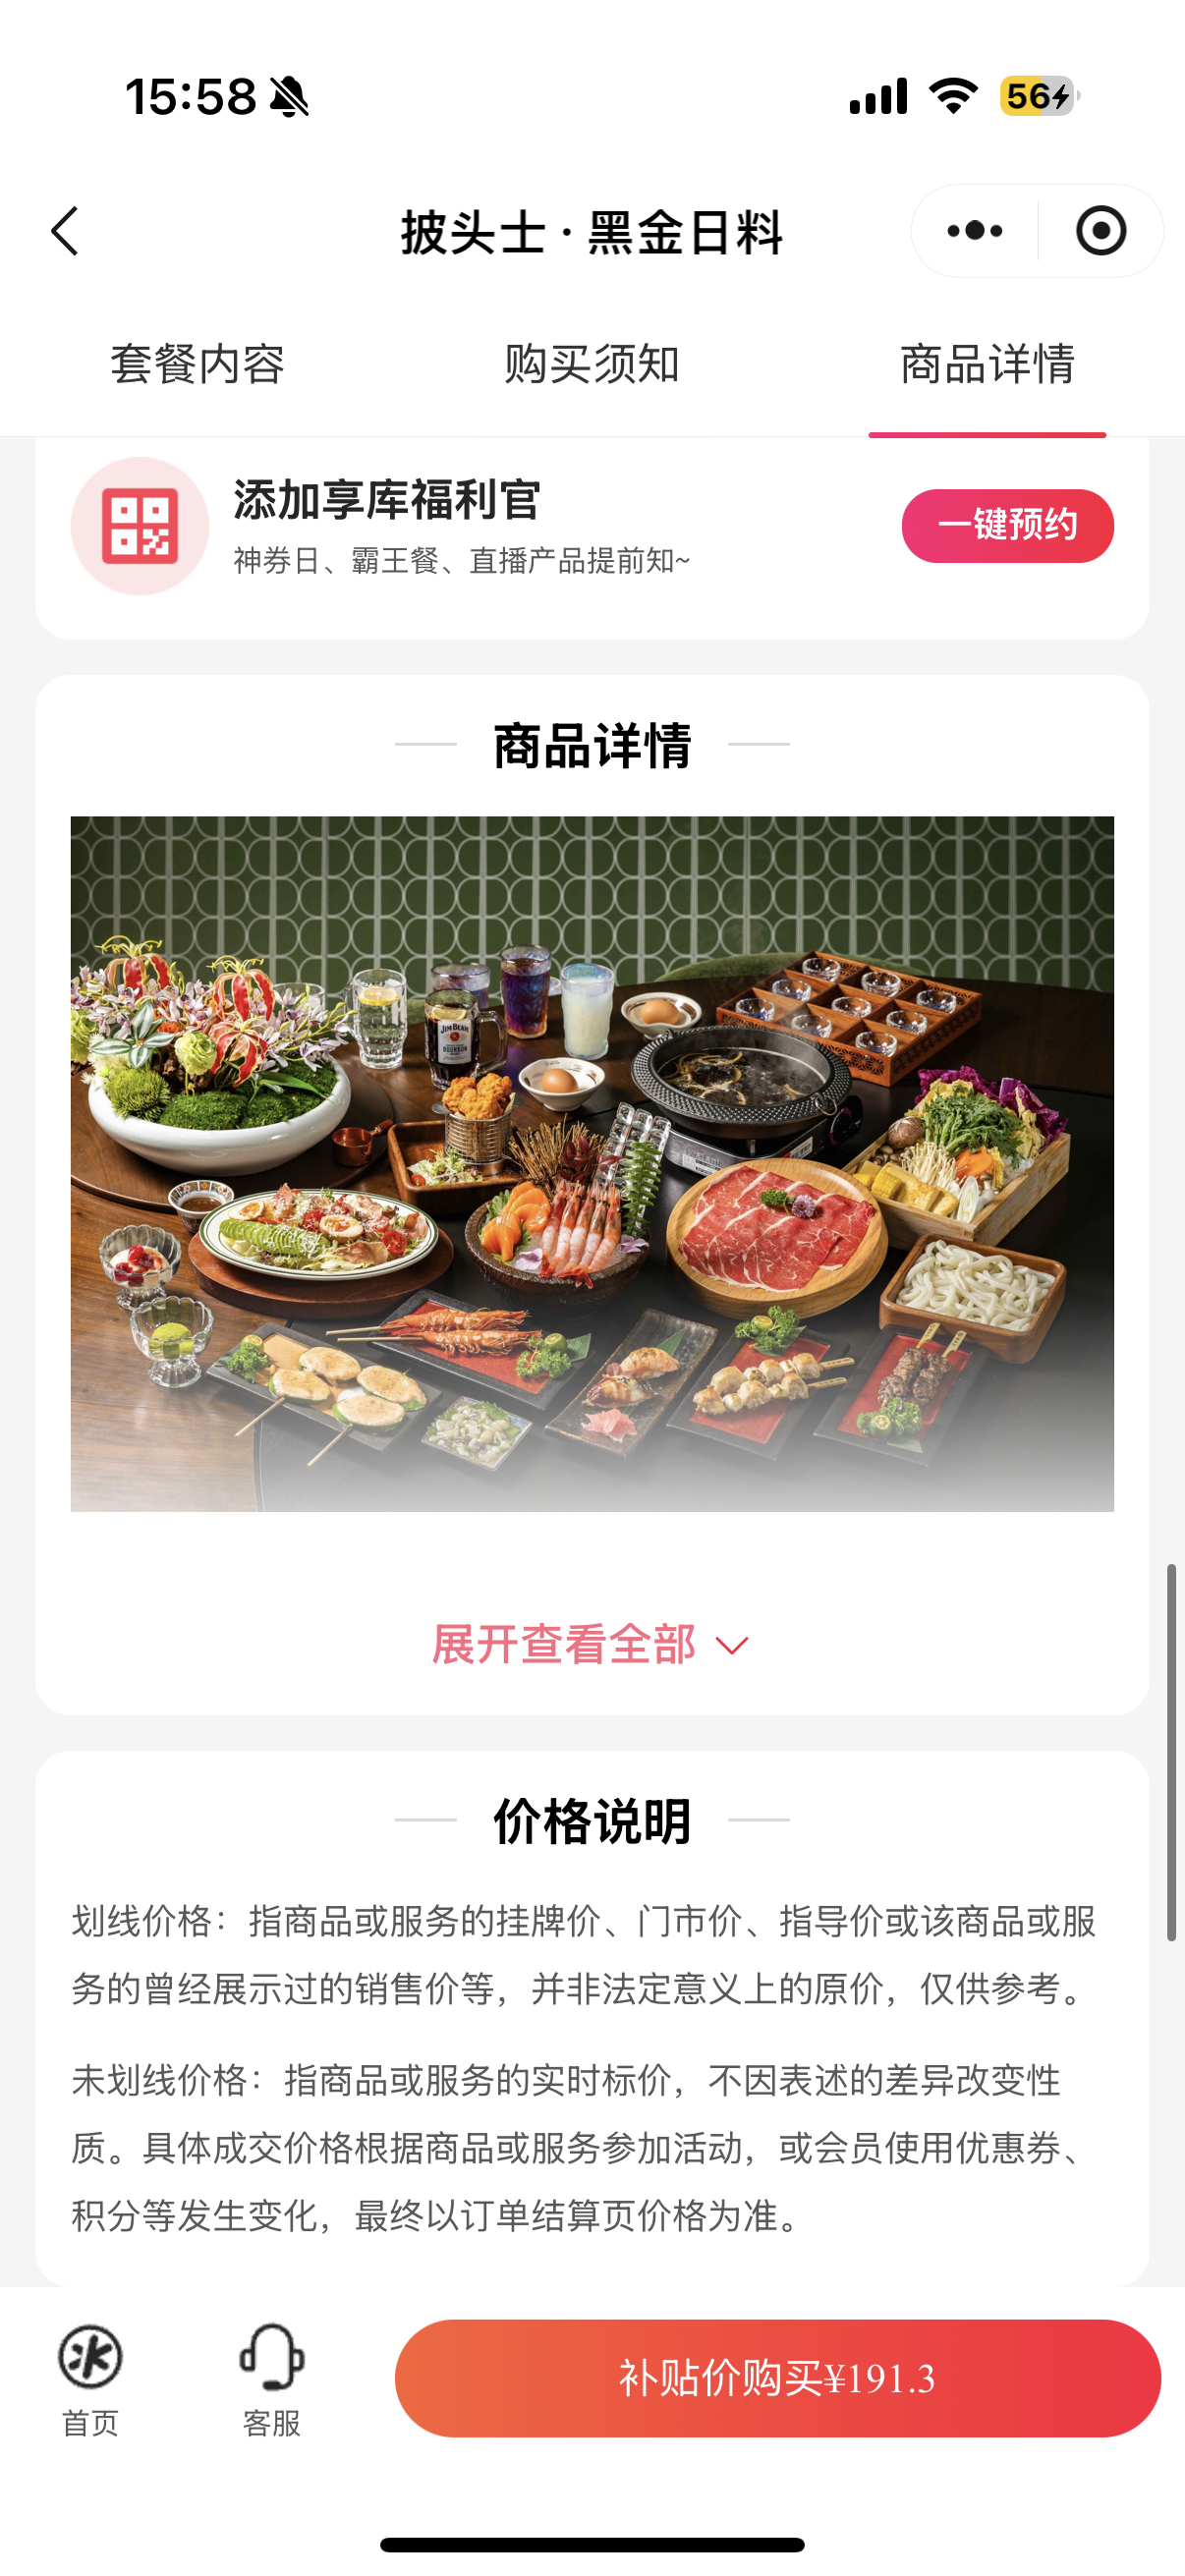 15:58
56
披头士·黑金日料
套餐内容
购买须知
商品详情
添加享库福利官
神券日、霸王餐、直播产品提前知~
一键预约
商品详情
JIM BEAM
BOURBON
展开查看全部
价格说明
划线价格：指商品或服务的挂牌价、门市价、指导价或该商品或服
务的曾经展示过的销售价等，并非法定意义上的原价，仅供参考。
未划线价格：指商品或服务的实时标价，不因表述的差异改变性
质。具体成交价格根据商品或服务参加活动，或会员使用优惠券、
积分等发生变化，最终以订单结算页价格为准。
首页
客服
补贴价购买¥191.3